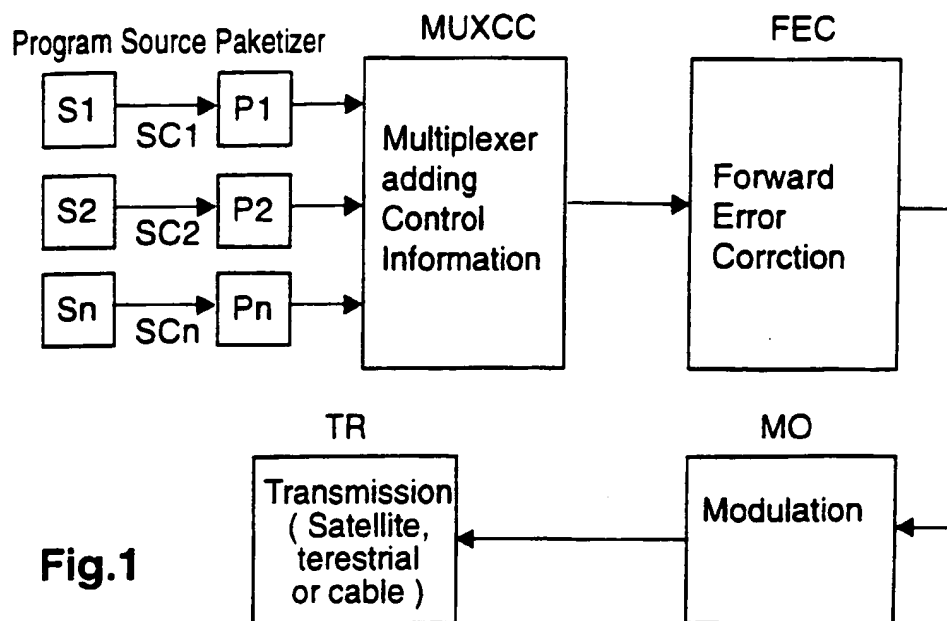 Program Source Paketizer
MUXCC
FEC
S1
SC1
P1
S2
SC2
P2
Sn
SCn
Pn
Multiplexer
adding
Control
Information
Forward
Error
Corrction
TR
MO
Transmission
( Satellite,
terestrial
or cable )
Modulation
Fig.1